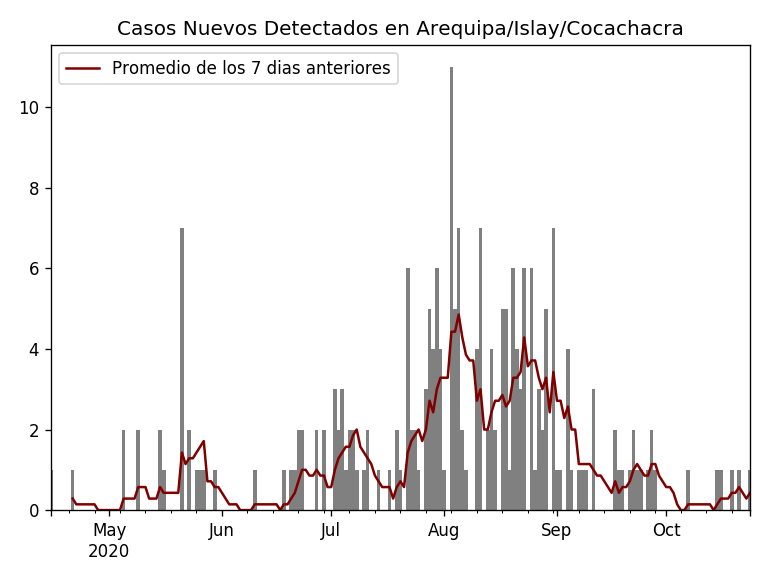 Casos Nuevos Detectados en Arequipa/Islay/Cocachacra
Promedio de los 7 dias anteriores
10
8
6
4
2
0
May Jun Jul Aug Sep Oct
2020